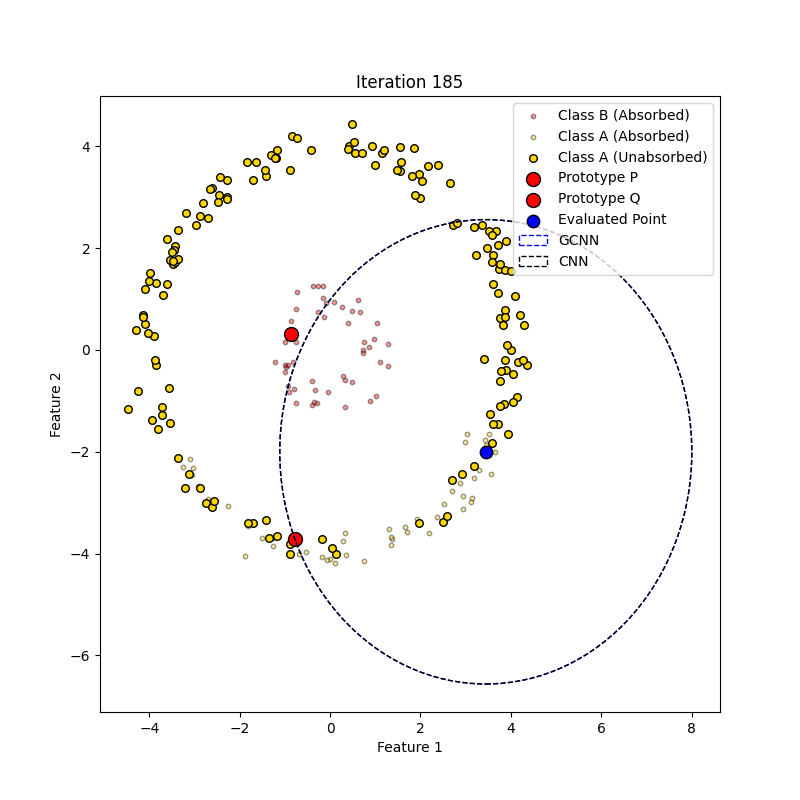 Iteration 185
Class B (Absorbed)
Class A (Absorbed)
Class A (Unabsorbed)
Prototype P
Prototype Q
Evaluated Point
GCNN
CNN
Feature 2
4
2
0
−2
−4
−6
−4
−2
0
2
4
6
8
Feature 1